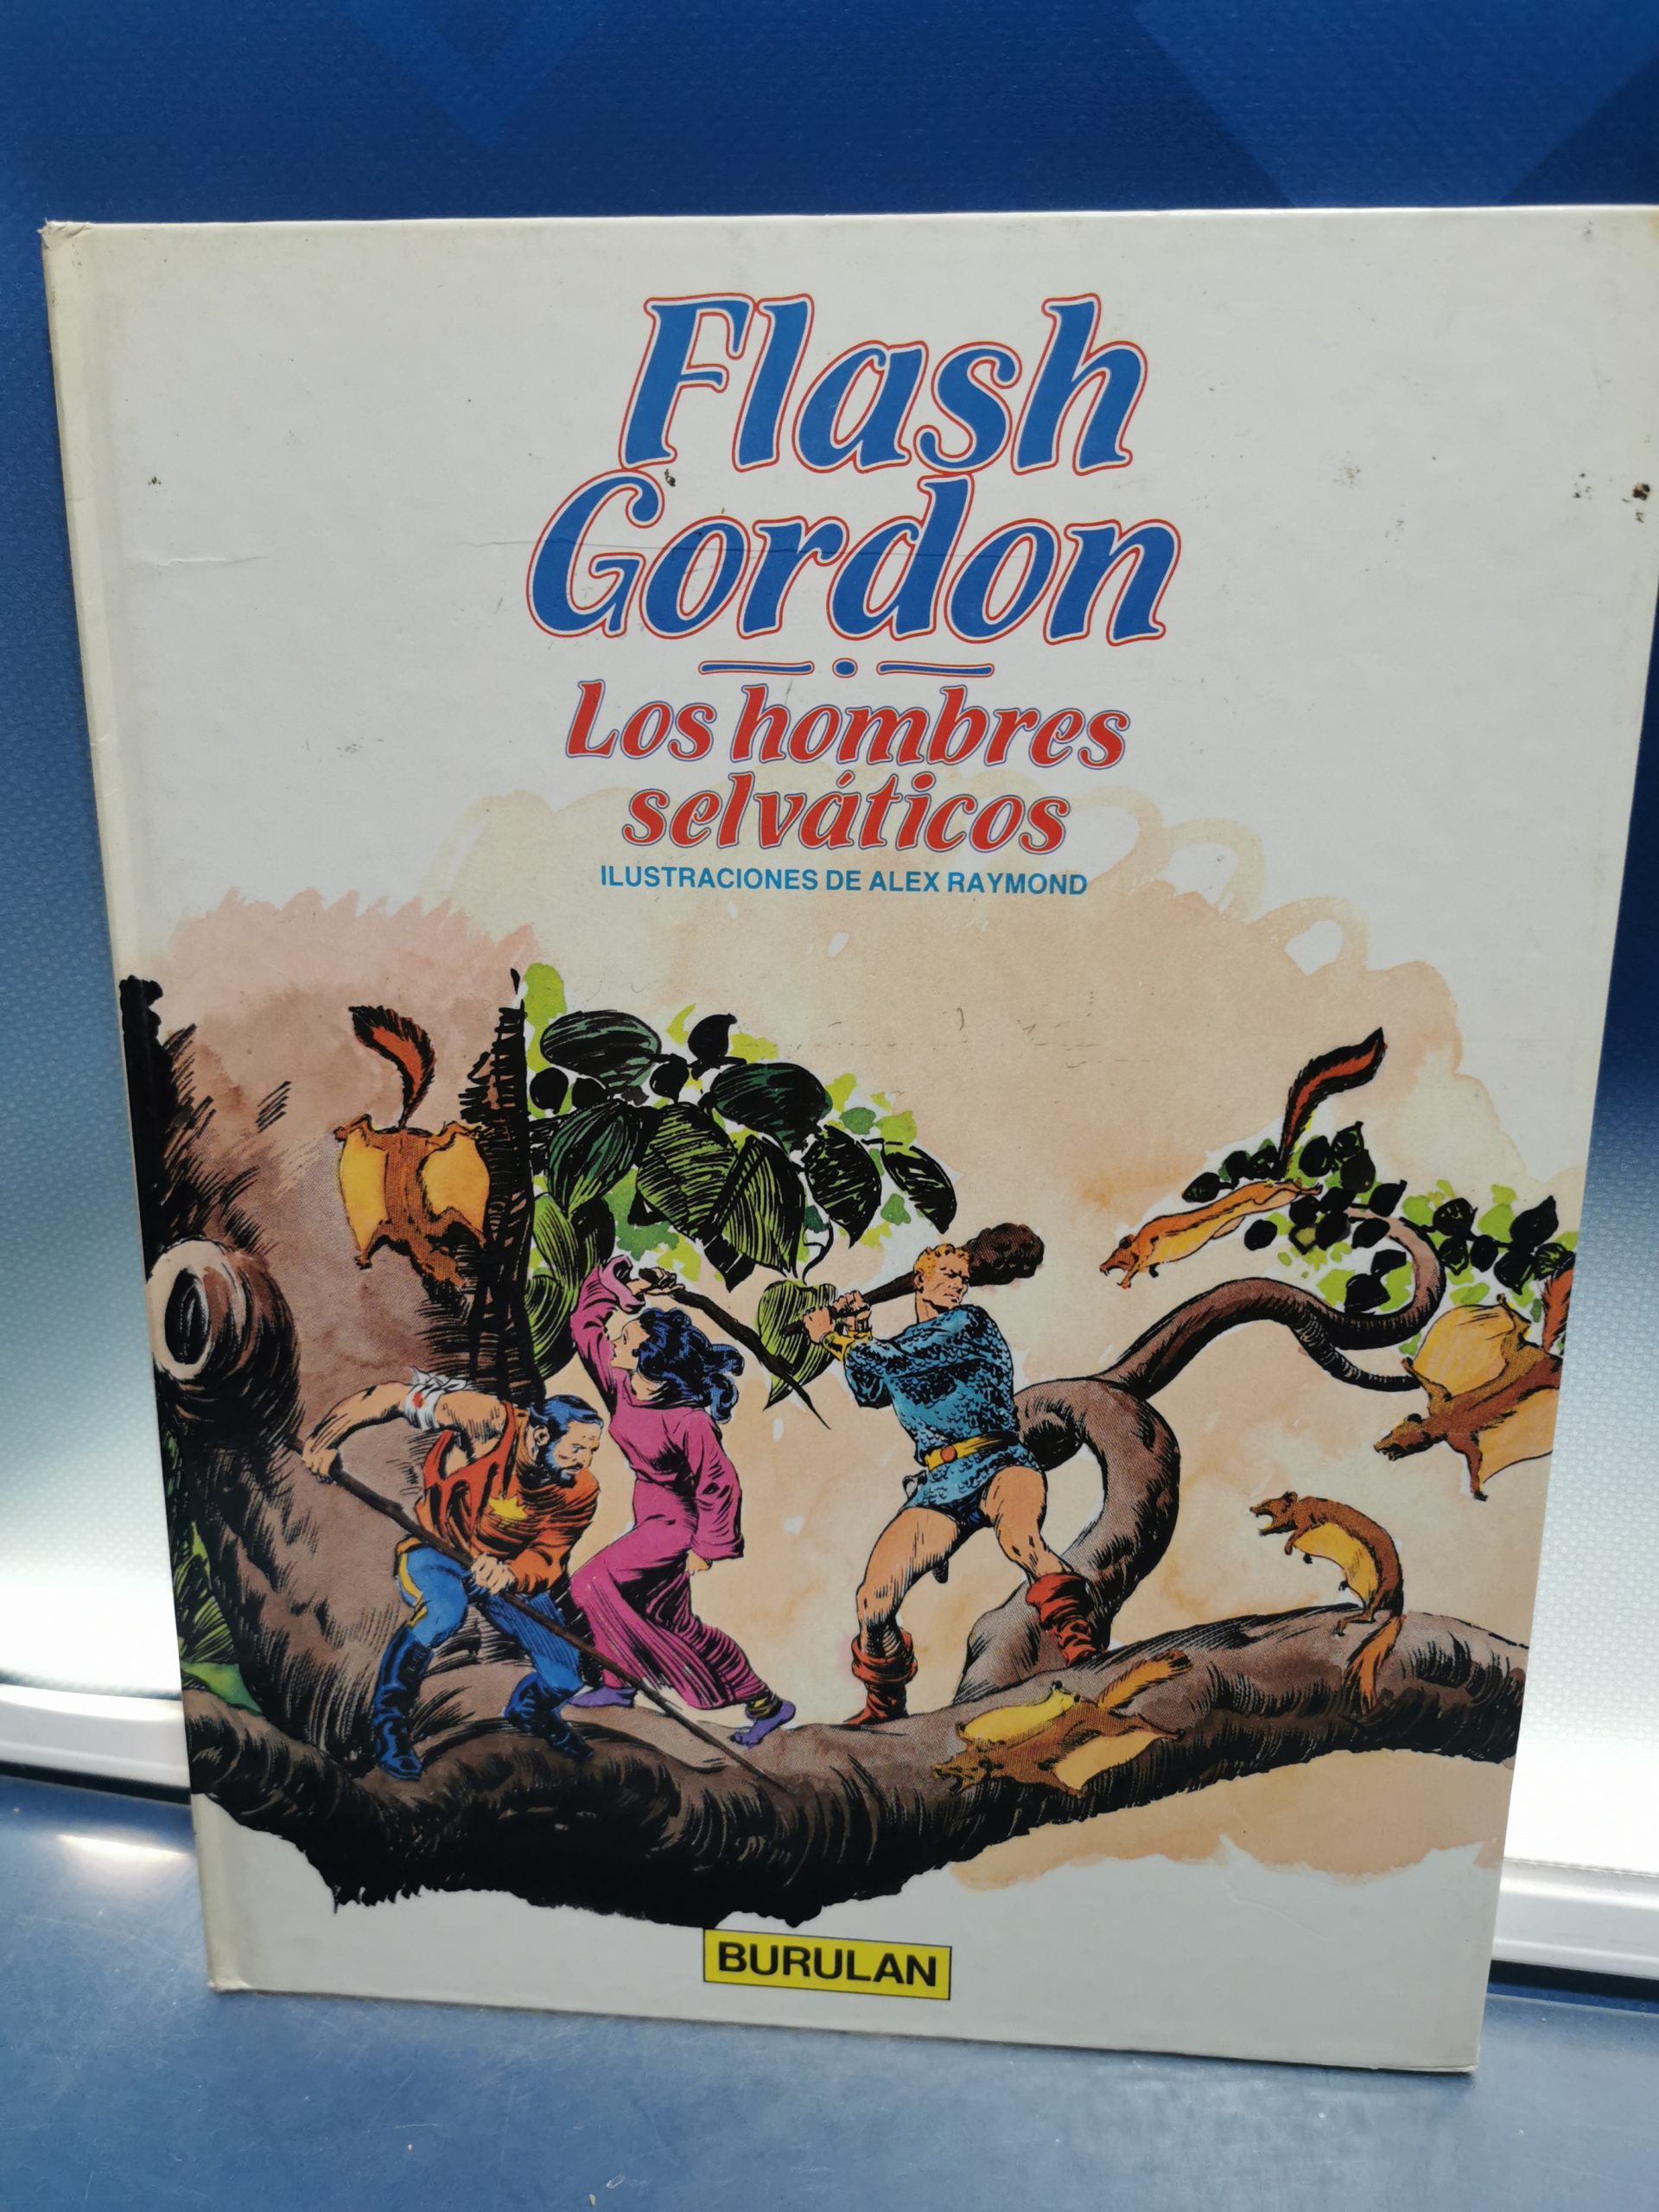 Flash
Gordon
Los hombres
selváticos
ILUSTRACIONES DE ALEX RAYMOND
BURULAN